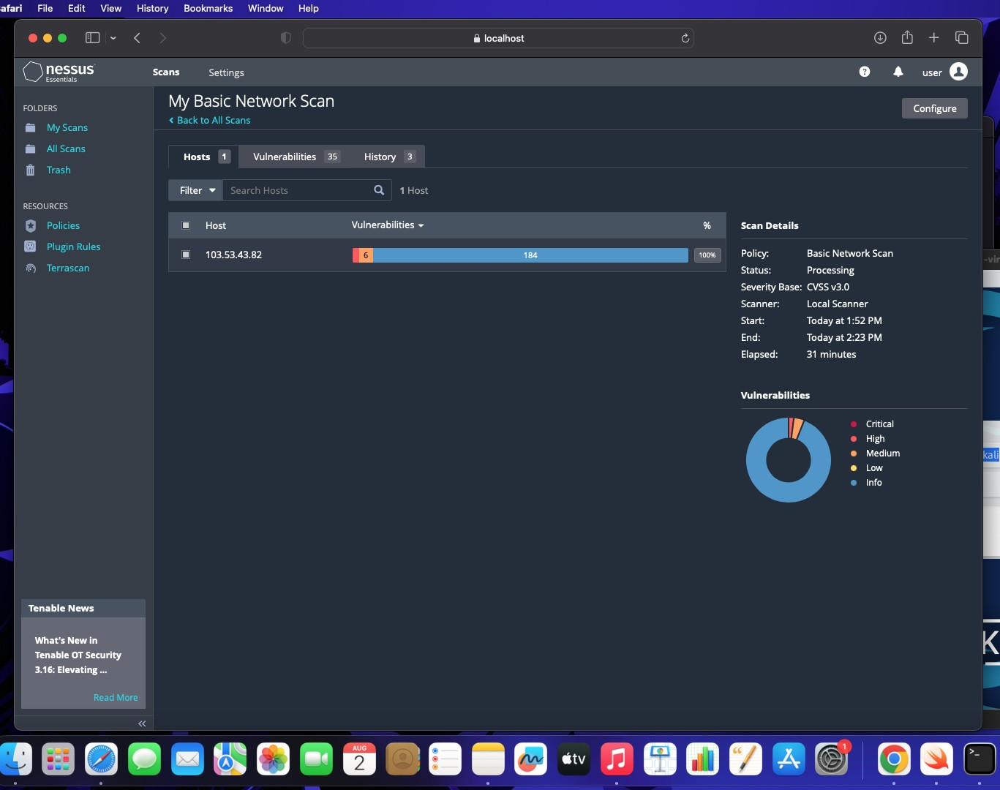 afari File Edit View History Bookmarks Window Help
localhost
nessus
Essentials
Scans Settings
? user
FOLDERS
My Scans
All Scans
Trash
RESOURCES
Policies
Plugin Rules
Terrascan
My Basic Network Scan
Back to All Scans
Configure
Hosts 1 Vulnerabilities 35 History 3
Filter Search Hosts 1 Host
Host Vulnerabilities %
103.53.43.82 6 184 100%
Scan Details
Policy: Basic Network Scan
Status: Processing
Severity Base: CVSS v3.0
Scanner: Local Scanner
Start: Today at 1:52 PM
End: Today at 2:23 PM
Elapsed: 31 minutes
Vulnerabilities
Critical
High
Medium
Low
Info
Tenable News
What's New in
Tenable OT Security
3.16: Elevating ...
Read More
«
-vir
kali
K
AUG
2
tv
1
>_